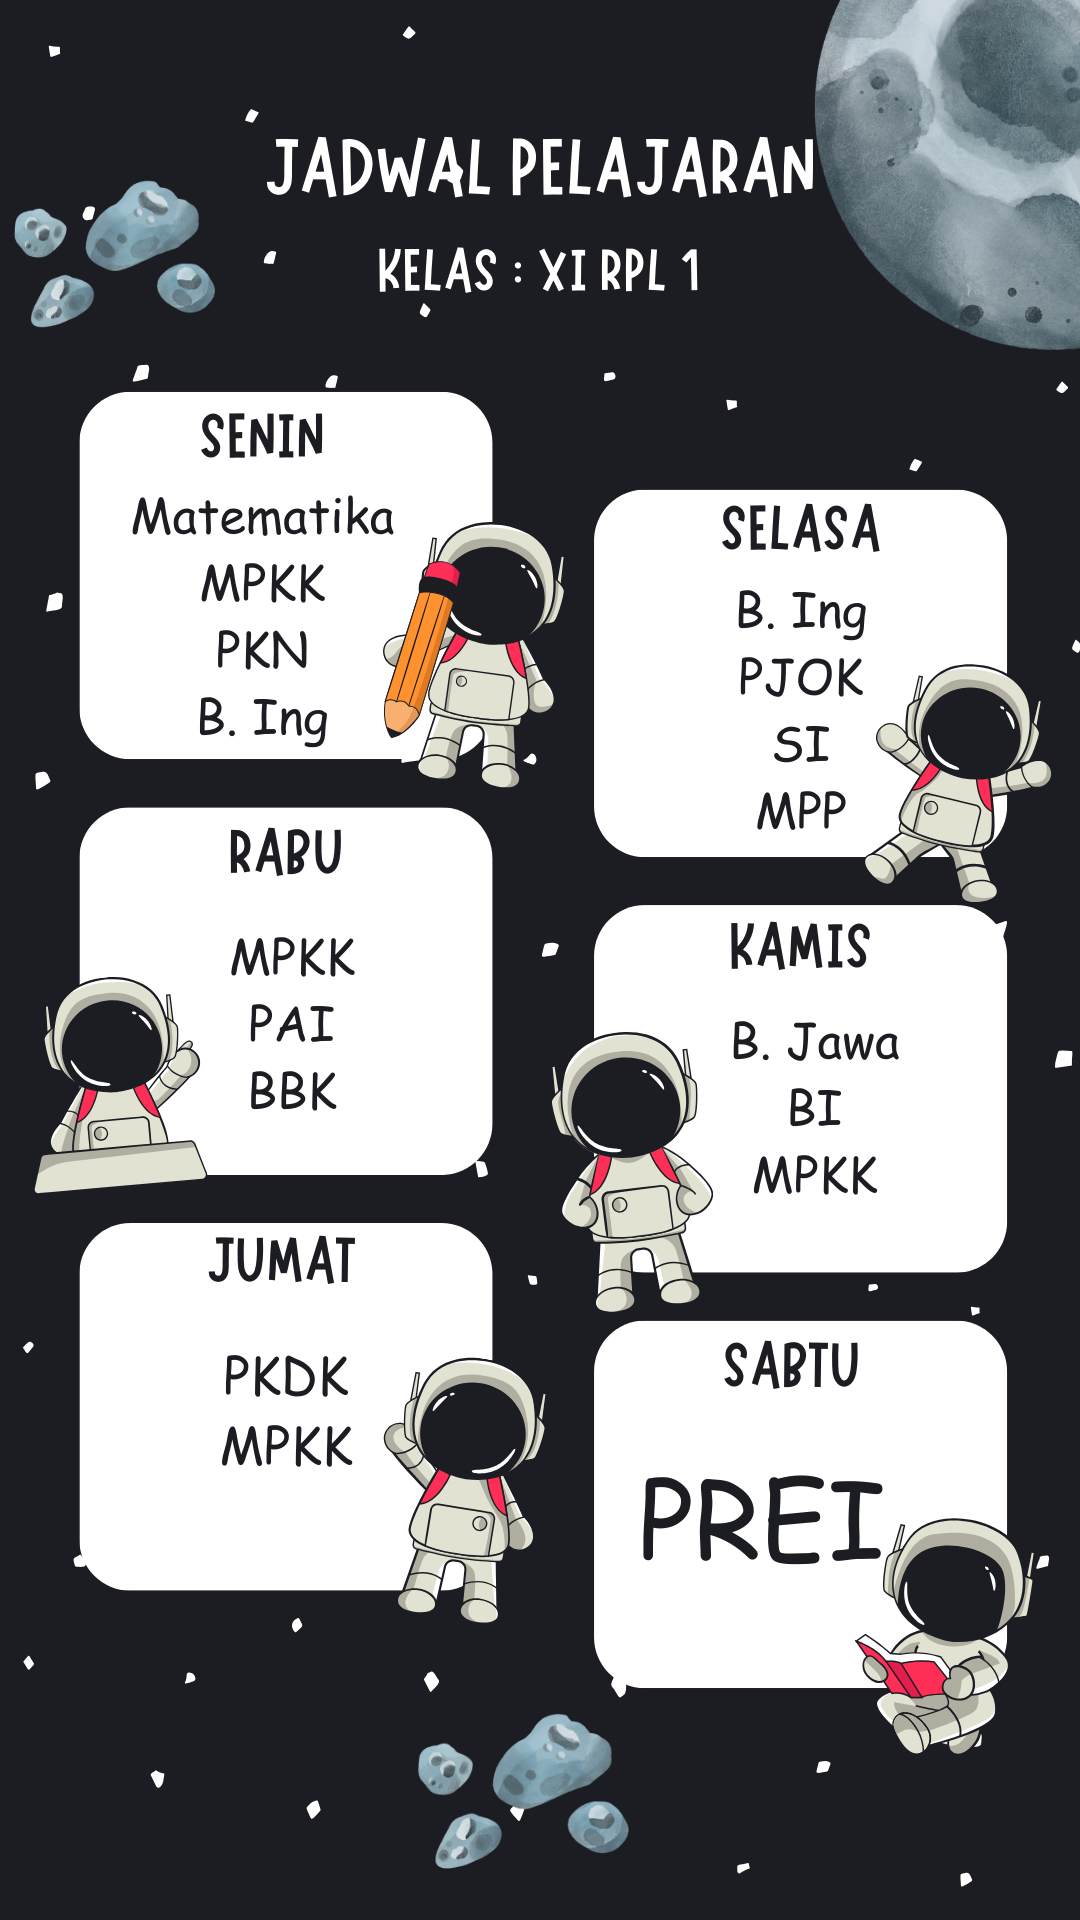 JADWAL PELAJARAN
KELAS : XI RPL 1
SENIN
Matematika
MPKK
PKN
B. Ing
SELASA
B. Ing
PJOK
SI
MPP
RABU
MPKK
PAI
BBK
KAMIS
B. Jawa
BI
MPKK
JUMAT
PKDK
MPKK
SABTU
PREI